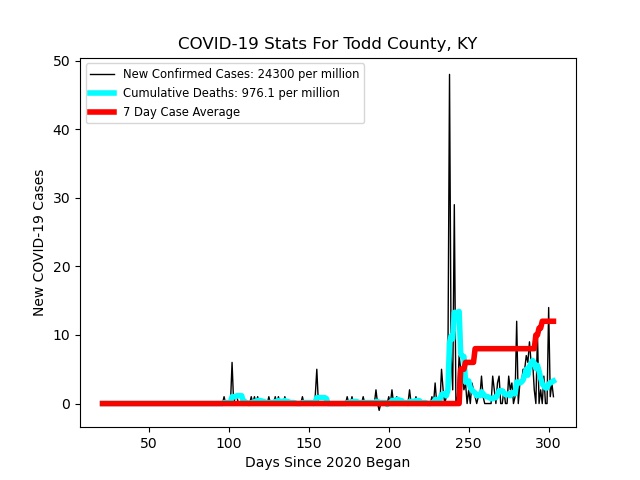 COVID-19 Stats For Todd County, KY
New Confirmed Cases: 24300 per million
Cumulative Deaths: 976.1 per million
7 Day Case Average
New COVID-19 Cases
50
40
30
20
10
0
50 100 150 200 250 300
Days Since 2020 Began